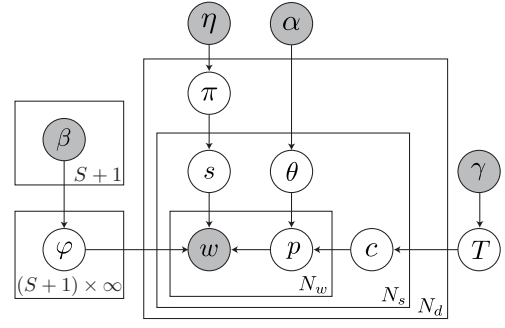 η α
π
β
S + 1
s θ γ
φ w p c T
(S + 1) × ∞
N_w
N_s
N_d